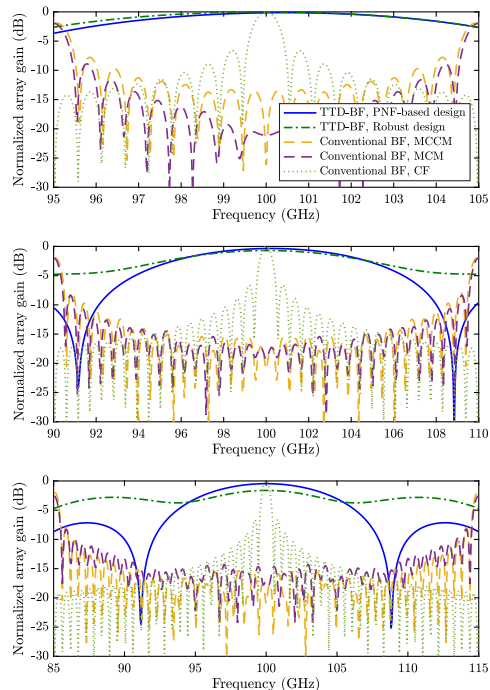 Normalized array gain (dB)
0
-5
-10
-15
-20
-25
-30
TTD-BF, PNF-based design
TTD-BF, Robust design
Conventional BF, MCCM
Conventional BF, MCM
Conventional BF, CF
95 96 97 98 99 100 101 102 103 104 105
Frequency (GHz)
Normalized array gain (dB)
0
-5
-10
-15
-20
-25
-30
90 92 94 96 98 100 102 104 106 108 110
Frequency (GHz)
Normalized array gain (dB)
0
-5
-10
-15
-20
-25
-30
85 90 95 100 105 110 115
Frequency (GHz)